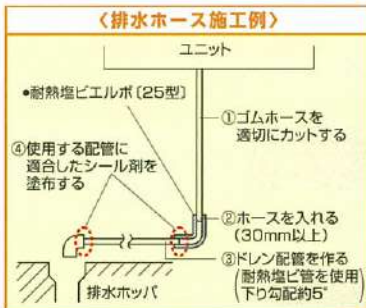 〈排水ホース施工例〉
ユニット
•耐熱塩ビエルボ〔25型〕
①ゴムホースを
適切にカットする
④使用する配管に
適合したシール剤を
塗布する
②ホースを入れる
(30mm以上)
③ドレン配管を作る
(耐熱塩ビ管を使用
下り勾配約5°)
排水ホッパ